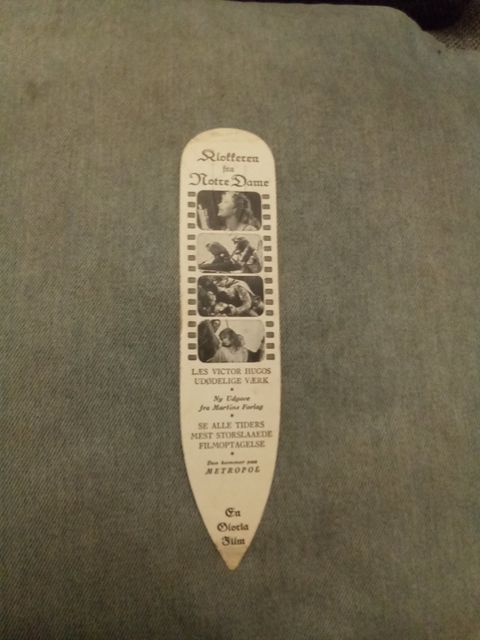 Klokkeren
fra
Notre Dame
LÆS VICTOR HUGOS
UDØDELIGE VÆRK
Ny Udgave
fra Martins Forlag
SE ALLE TIDERS
MEST STORSLAAEDE
FILMOPTAGELSE
Den kommer paa
METROPOL
En
Gloria
Film